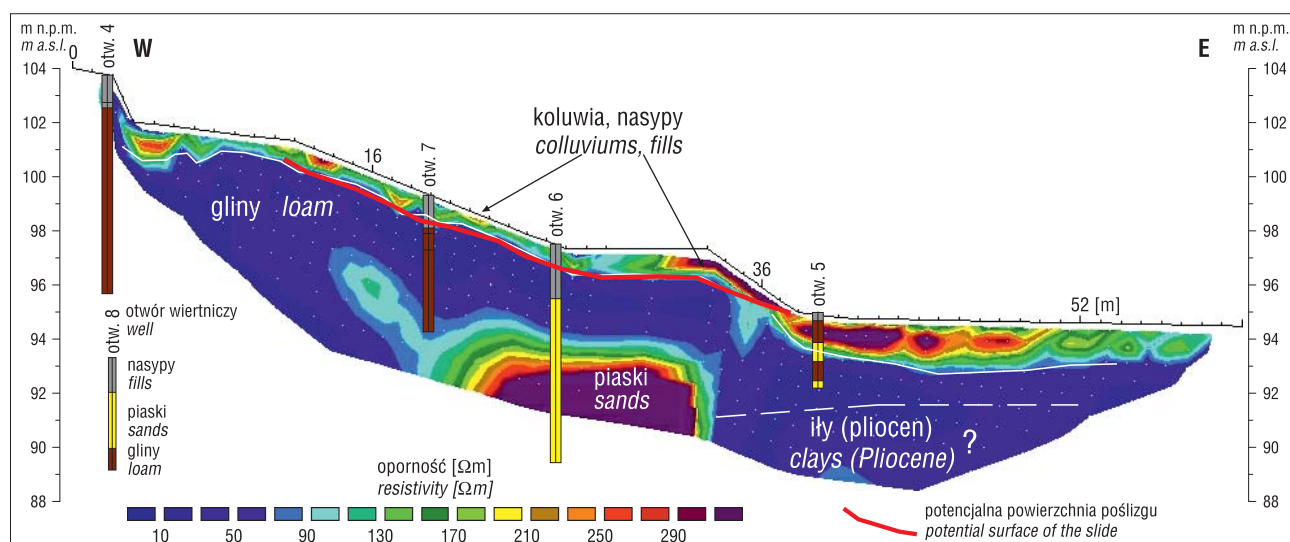 m n.p.m.
m a.s.l.
0
otw. 4
W
E
m n.p.m.
m a.s.l.
104
102
100
98
96
94
92
90
88
104
102
100
98
96
94
92
90
88
koluwia, nasypy
colluviums, fills
16
otw. 7
otw. 6
36
otw. 5
52 [m]
gliny loam
piaski
sands
iły (pliocen)
clays (Pliocene)
?
otw. 8
otwór wiertniczy
well
nasypy
fills
piaski
sands
gliny
loam
oporność [Ωm]
resistivity [Ωm]
10 50 90 130 170 210 250 290
potencjalna powierzchnia poślizgu
potential surface of the slide